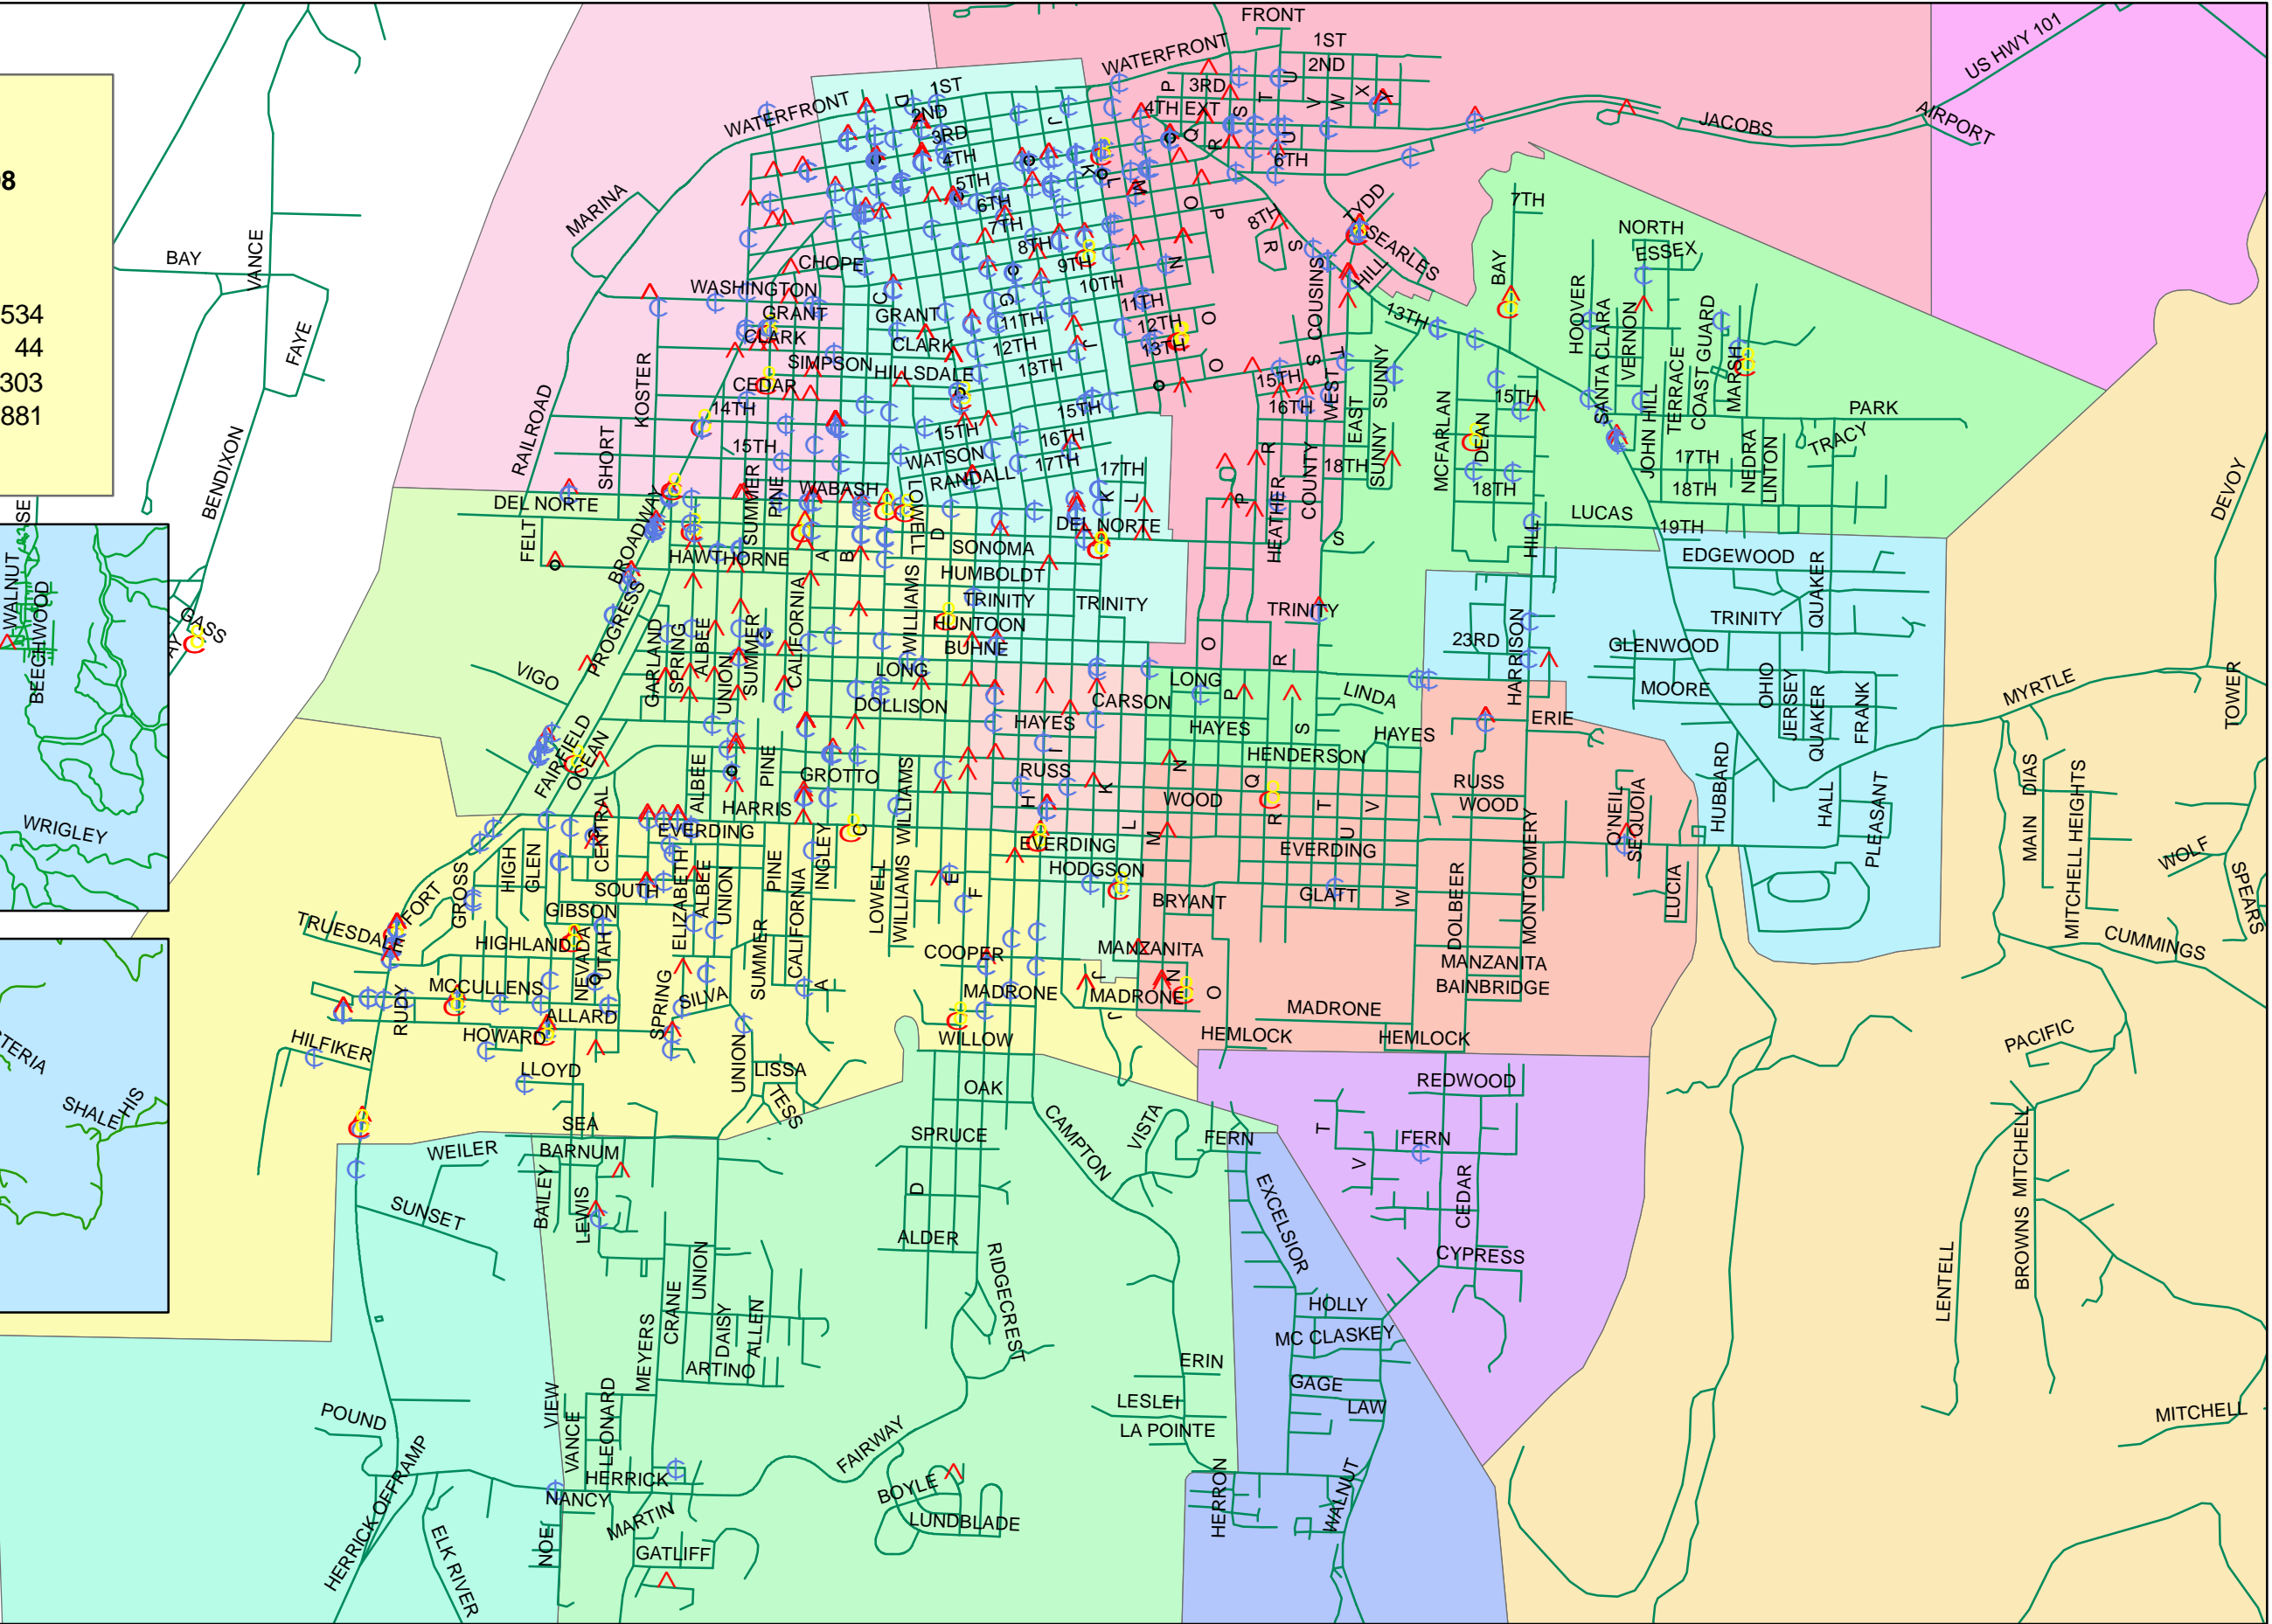 FRONT
1ST
2ND
US HWY 101
WATERFRONT
3RD
P
U
T
V
W
X
4TH EXT
S
Q
R
U
6TH
JACOBS
AIRPORT
WATERFRONT
D
1ST
2ND
3RD
4TH
5TH
6TH
7TH
8TH
9TH
10TH
11TH
12TH
13TH
J
K
L
M
O
P
N
98
534
44
303
881
MARINA
BAY
VANCE
FAYE
BENDIXON
CHOPE
WASHINGTON
GRANT
CLARK
SIMPSON
CEDAR
14TH
15TH
C
GRANT
CLARK
HILLSDALE
G
11TH
12TH
13TH
J
15TH
15TH
16TH
WATSON
17TH
RANDALL
17TH
K
L
O
O
8TH
R
S
TYDD
SEARLES
HILL
COUSINS
S
T
13TH
15TH
16TH
WEST
EAST
SUNNY
SUNNY
18TH
R
P
HEATHER
COUNTY
S
7TH
BAY
NORTH
ESSEX
HOOVER
SANTA CLARA
VERNON
TERRACE
COAST GUARD
MARSH
JOHN HILL
15TH
MCFARLAN
DEAN
18TH
HILL
PARK
TRACY
17TH
18TH
NEDRA
LINTON
LUCAS
19TH
DEVOY
RAILROAD
KOSTER
SHORT
DEL NORTE
FELT
BROADWAY
SUMMER
PINE
WABASH
LOWELL
D
DEL NORTE
SONOMA
HAWTHORNE
A
B
HUMBOLDT
TRINITY
TRINITY
HUNTOON
BUHNE
LONG
WILLIAMS
CALIFORNIA
PROGRESS
GARLAND
SPRING
ALBEE
UNION
SUMMER
DOLLISON
VIGO
FAIRFIELD
OCEAN
EDGEWOOD
QUAKER
TRINITY
GLENWOOD
MOORE
OHIO
JERSEY
QUAKER
FRANK
TRINITY
23RD
HARRISON
O
R
LONG
P
LINDA
CARSON
HAYES
HAYES
S
HAYES
HENDERSON
ERIE
I
RUSS
N
Q
K
H
WOOD
R
T
V
U
L
M
RUSS
WOOD
O'NEIL
SEQUOIA
HUBBARD
HALL
PLEASANT
MYRTLE
TOWER
MAIN
DIAS
MITCHELL HEIGHTS
WOLF
SPEARS
CUMMINGS
WALNUT
BEECHWOOD
GASS
WRIGLEY
SHALE
HIS
PINE
GROTTO
ALBEE
HARRIS
WILLIAMS
CENTRAL
EVERDING
C
EVERDING
EVERDING
HODGSON
HIGH
GLEN
GROSS
SOUTH
ELIZABETH
ALBEE
UNION
PINE
INGLEY
CALIFORNIA
LOWELL
WILLIAMS
E
F
GLATT
BRYANT
W
DOLBEER
MONTGOMERY
LUCIA
FORT
TRUESDALE
GIBSON
HIGHLAND
NEVADA
UTAH
COOPER
MANZANITA
MANZANITA
BAINBRIDGE
RUDY
MCCULLENS
SPRING
SILVA
SUMMER
A
MADRONE
J
MADRONE
J
N
O
MADRONE
HEMLOCK
HEMLOCK
HILFIKER
ALLARD
HOWARD
WILLOW
LLOYD
UNION
LISSA
TESS
OAK
SEA
REDWOOD
T
V
FERN
CEDAR
CYPRESS
PACIFIC
WEILER
BARNUM
SPRUCE
CAMPTON
VISTA
FERN
EXCELSIOR
SUNSET
BAILEY
LEWIS
D
ALDER
RIDGECREST
BROWNS MITCHELL
LENTELL
UNION
CRANE
MEYERS
DAISY
ALLEN
ARTINO
HOLLY
MC CLASKEY
ERIN
GAGE
LAW
LESLEI
LA POINTE
MITCHELL
POUND
VIEW
VANCE
LEONARD
FAIRWAY
HERRICK
HERRICK OFFRAMP
NANCY
MARTIN
BOYLE
LUNDBLADE
HERRON
WALNUT
ELK RIVER
NOE
GATLIFF